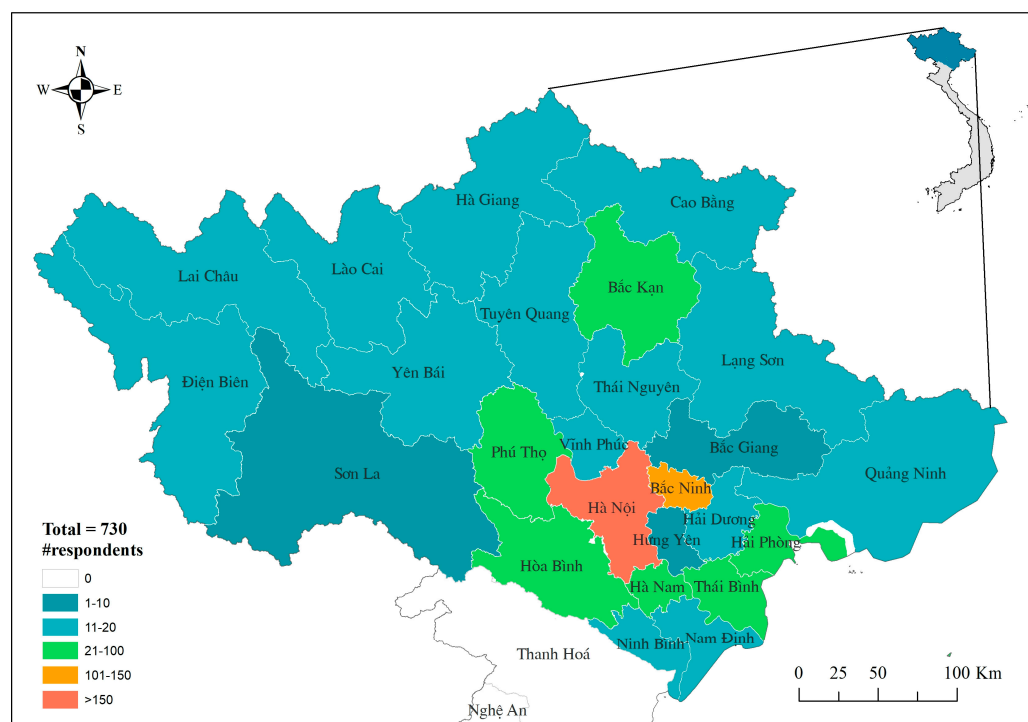 N
W E
S
Hà Giang
Cao Bằng
Lai Châu
Lào Cai
Bắc Kạn
Tuyên Quang
Lạng Sơn
Điện Biên
Yên Bái
Thái Nguyên
Phú Thọ
Vĩnh Phúc
Bắc Giang
Sơn La
Quảng Ninh
Bắc Ninh
Hà Nội
Hải Dương
Hưng Yên
Hải Phòng
Hòa Bình
Hà Nam
Thái Bình
Ninh Bình
Nam Định
Thanh Hoá
Nghệ An
Total = 730
#respondents
0
1-10
11-20
21-100
101-150
>150
0 25 50 100 Km